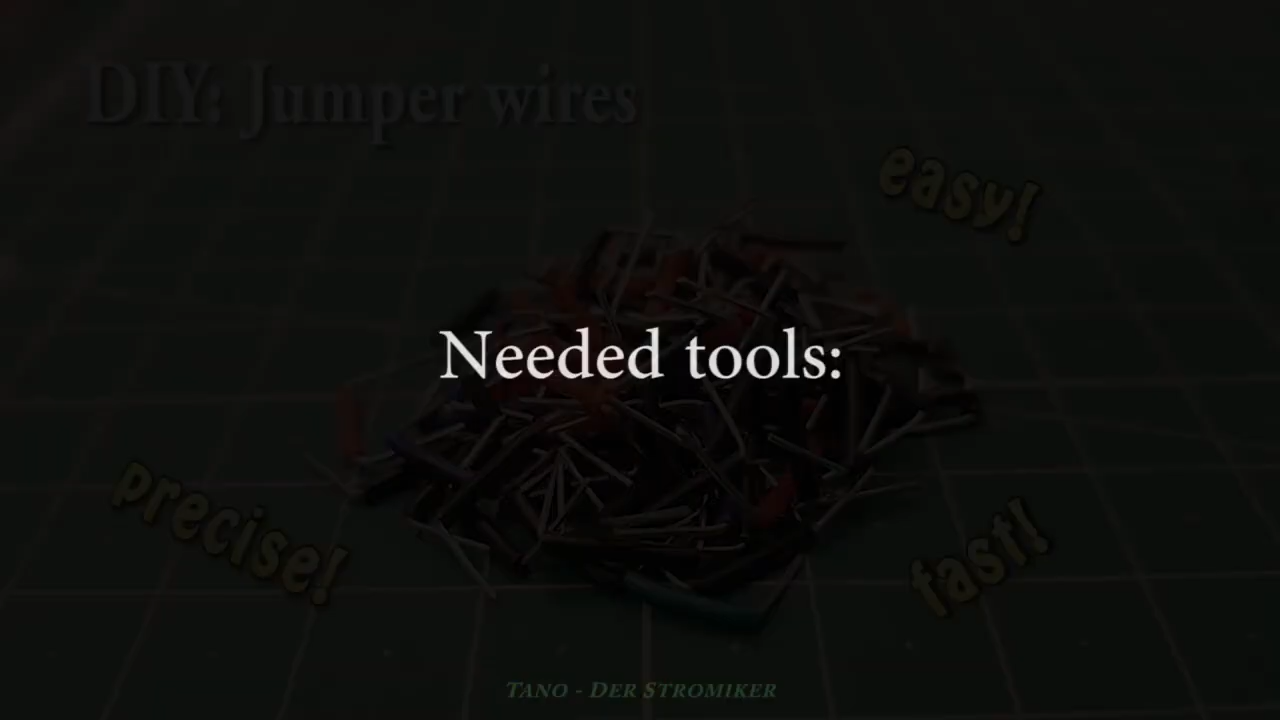 DIY: Jumper wires
easy!
Needed tools:
precise!
fast!
TANO - DER STROMIKER